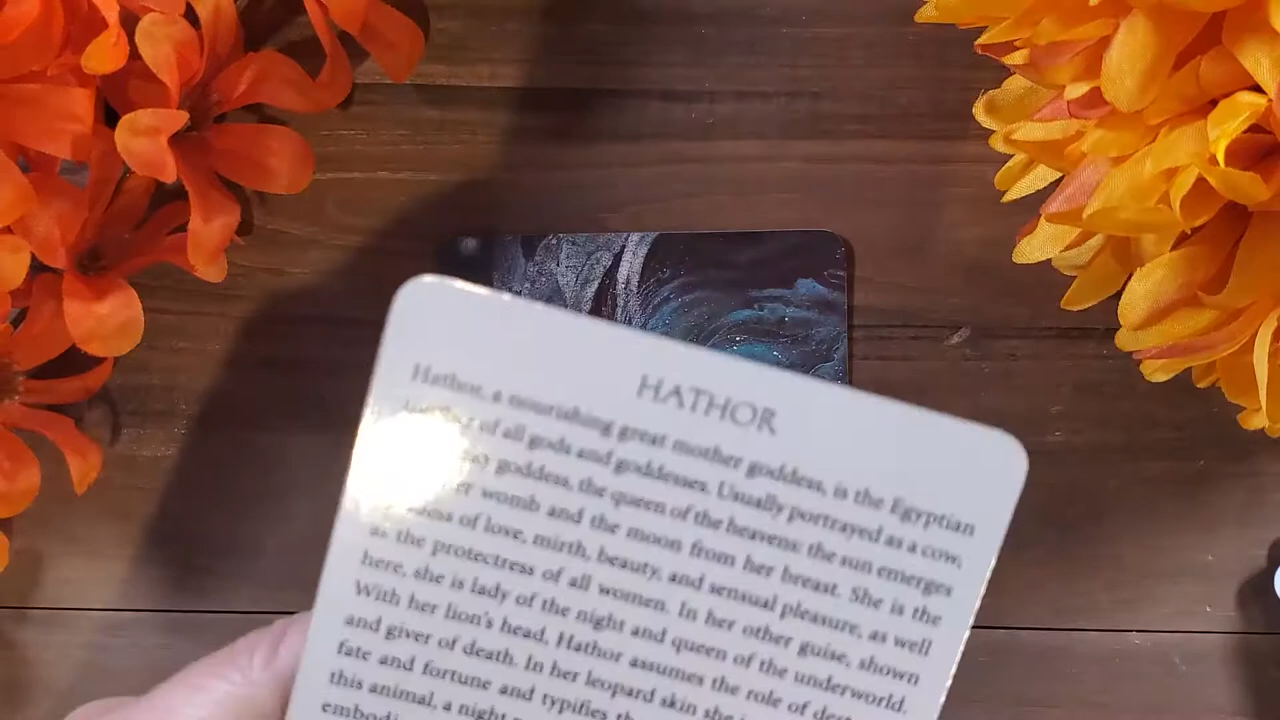 HATHOR
Hathor, a nourishing great mother goddess, is the Egyptian
of all gods and goddesses. Usually portrayed as a cow,
goddess, the queen of the heavens: the sun emerges
womb and the moon from her breast. She is the
of love, mirth, beauty, and sensual pleasure, as well
as the protectress of all women. In her other guise, shown
here, she is lady of the night and queen of the underworld.
With her lion's head, Hathor assumes the role of
and giver of death. In her leopard skin she
fate and fortune and typifies
this animal, a night